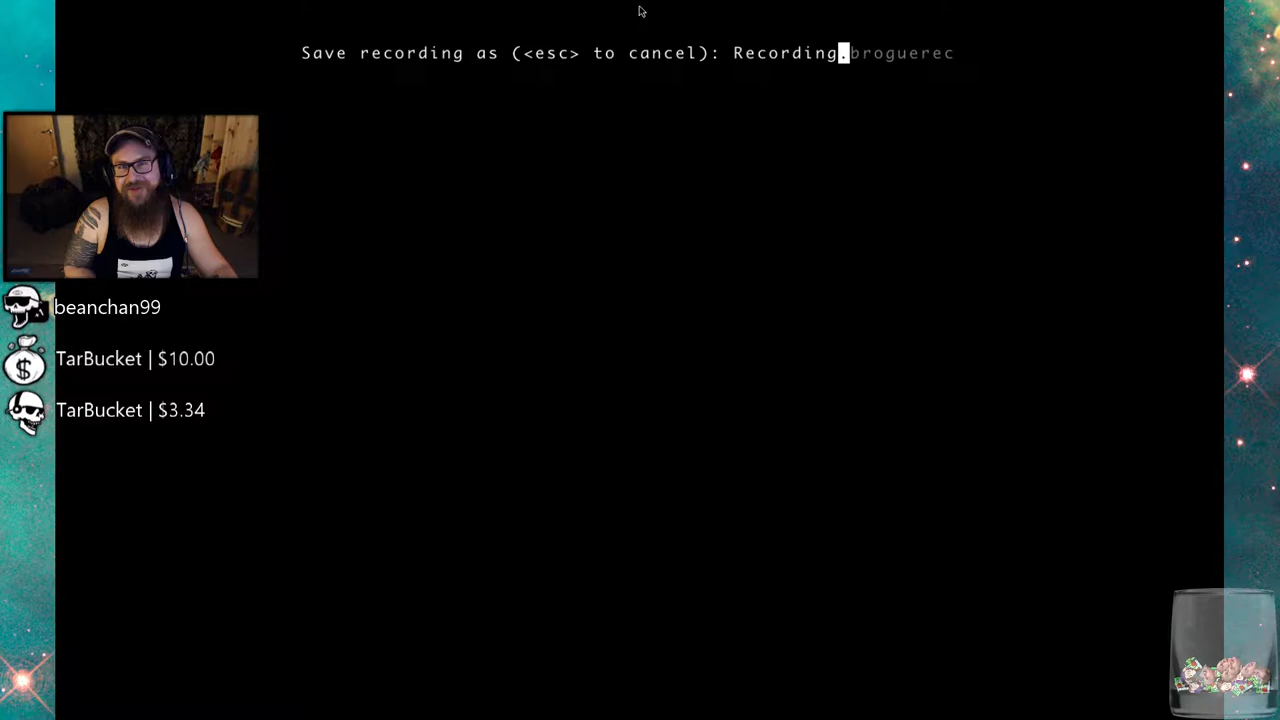 Save recording as (<esc> to cancel): Recording.broguerec
beanchan99
TarBucket | $10.00
TarBucket | $3.34